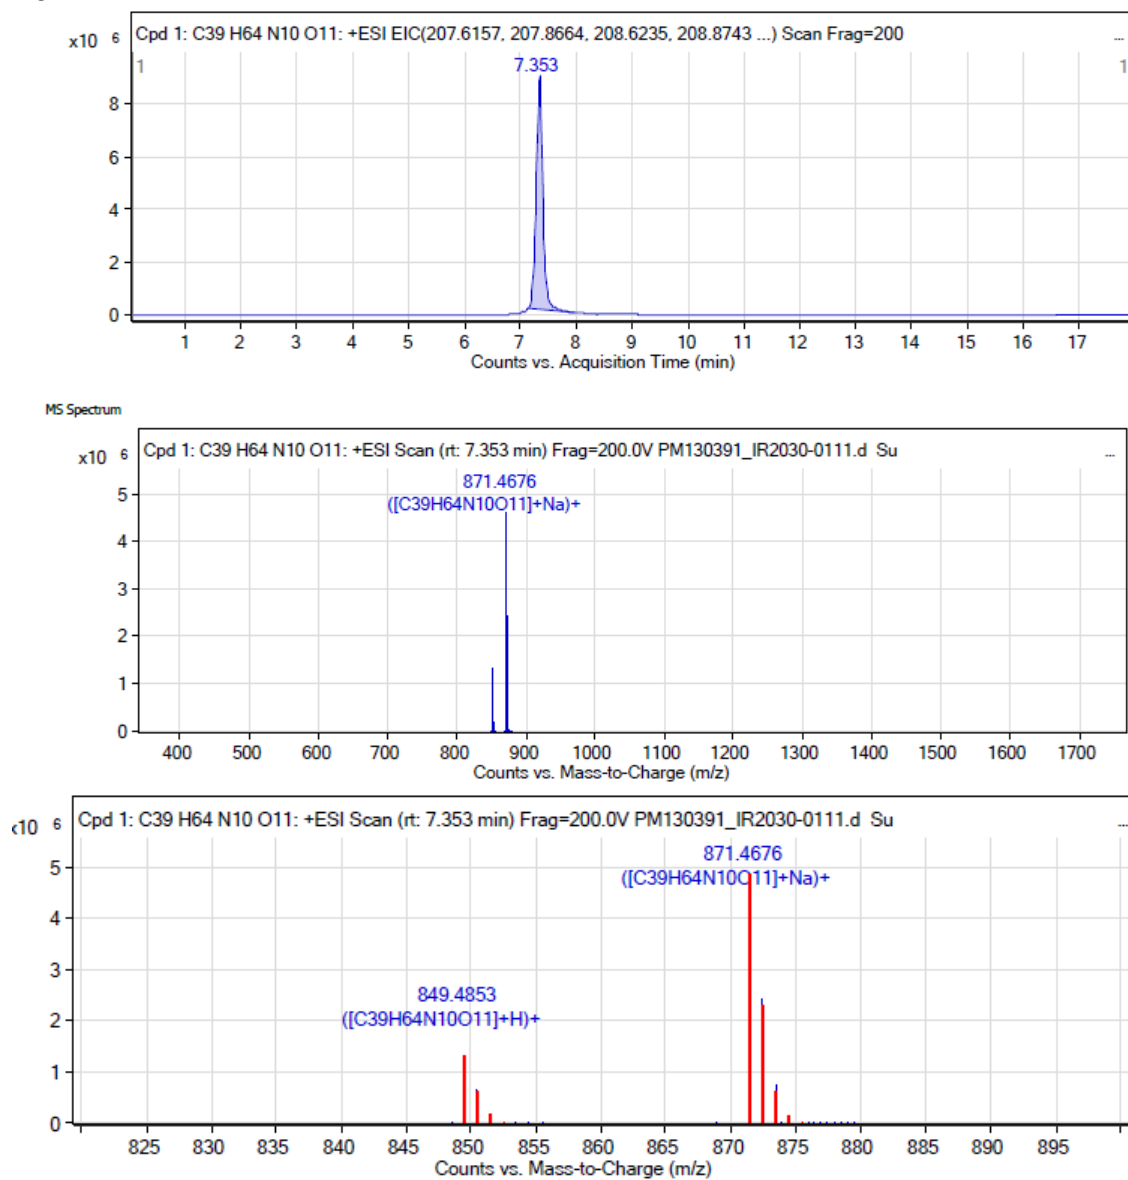 x10 6 Cpd 1: C39 H64 N10 O11: +ESI EIC(207.6157, 207.8664, 208.6235, 208.8743 ...) Scan Frag=200 ...
7.353
1 1
8
6
4
2
0
1 2 3 4 5 6 7 8 9 10 11 12 13 14 15 16 17
Counts vs. Acquisition Time (min)
MS Spectrum
x10 6 Cpd 1: C39 H64 N10 O11: +ESI Scan (rt: 7.353 min) Frag=200.0V PM130391_IR2030-0111.d Su ...
871.4676
([C39H64N10O11]+Na)+
5
4
3
2
1
0
400 500 600 700 800 900 1000 1100 1200 1300 1400 1500 1600 1700
Counts vs. Mass-to-Charge (m/z)
x10 6 Cpd 1: C39 H64 N10 O11: +ESI Scan (rt: 7.353 min) Frag=200.0V PM130391_IR2030-0111.d Su ...
871.4676
([C39H64N10O11]+Na)+
5
4
3
849.4853
([C39H64N10O11]+H)+
2
1
0
825 830 835 840 845 850 855 860 865 870 875 880 885 890 895
Counts vs. Mass-to-Charge (m/z)